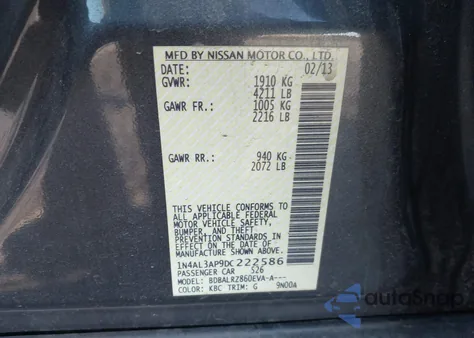 MFD BY NISSAN MOTOR CO., LTD.
DATE: 02/13
GVWR: 1910 KG
4211 LB
GAWR FR.: 1005 KG
2216 LB
GAWR RR.: 940 KG
2072 LB
THIS VEHICLE CONFORMS TO
ALL APPLICABLE FEDERAL
MOTOR VEHICLE SAFETY,
BUMPER, AND THEFT
PREVENTION STANDARDS
IN EFFECT ON THE DATE OF
MANUFACTURE SHOWN ABOVE.
1N4AL3AP9DC222586
PASSENGER CAR S26
MODEL: BDBALRZ860EVA-A---
COLOR: KBC TRIM: G 9N00A
autoSnap